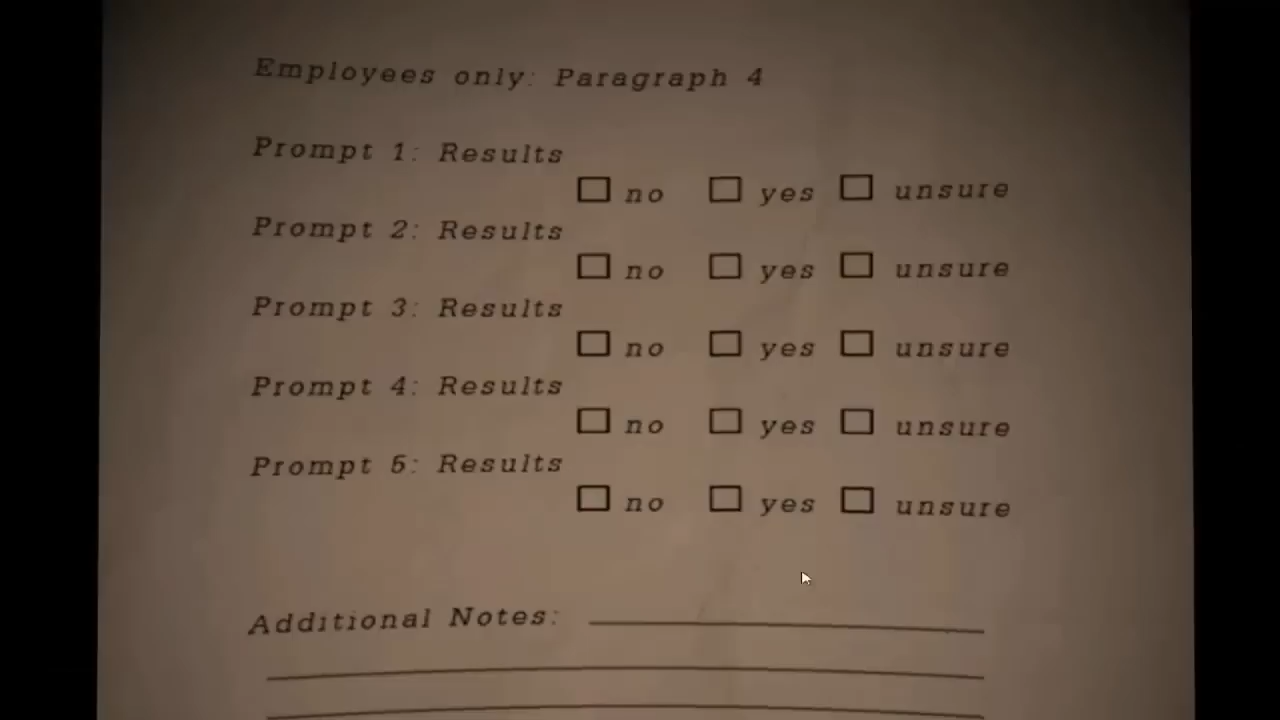 Employees only: Paragraph 4
Prompt 1: Results
no yes unsure
Prompt 2: Results
no yes unsure
Prompt 3: Results
no yes unsure
Prompt 4: Results
no yes unsure
Prompt 5: Results
no yes unsure
Additional Notes: